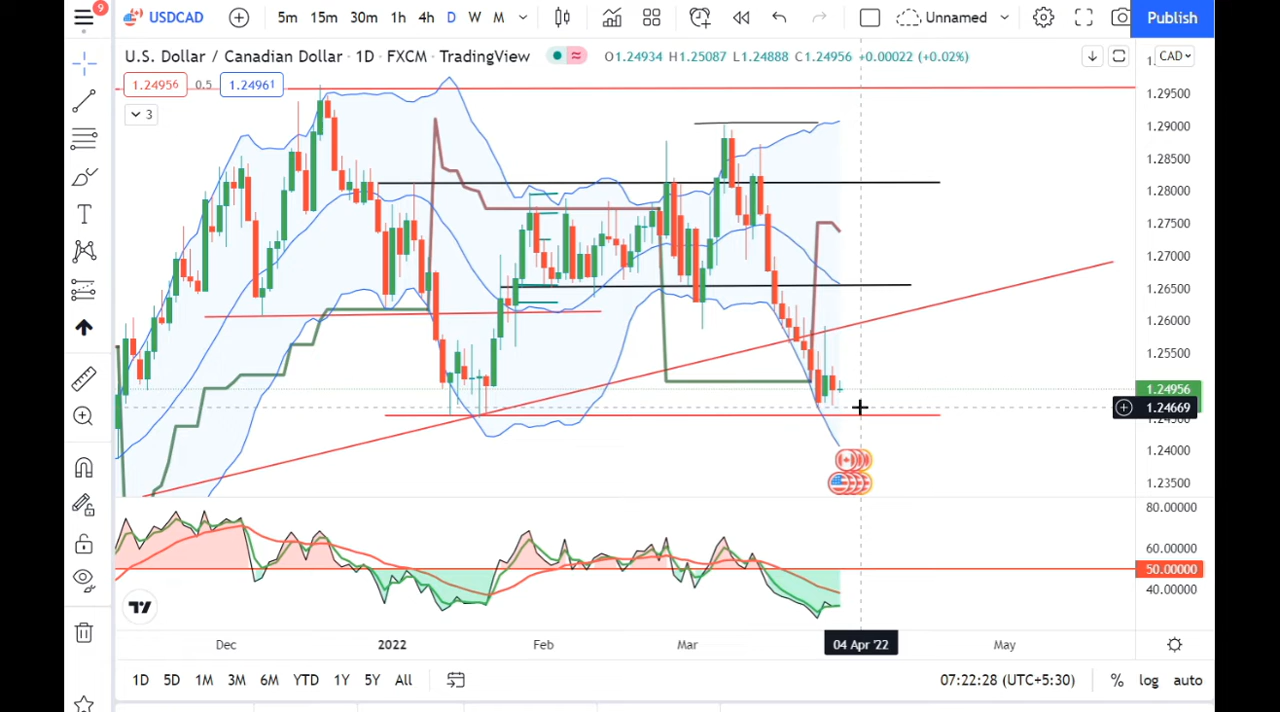 9
USDCAD
5m 15m 30m 1h 4h D W M
Unnamed
Publish
U.S. Dollar / Canadian Dollar · 1D · FXCM · TradingView
O1.24934 H1.25087 L1.24888 C1.24956 +0.00022 (+0.02%)
CAD
1.24956 0.5 1.24961
3
1.29500
1.29000
1.28500
1.28000
1.27500
1.27000
1.26500
1.26000
1.25500
1.24956
1.24669
1.24000
1.23500
80.00000
60.00000
50.00000
40.00000
Dec 2022 Feb Mar 04 Apr '22 May
1D 5D 1M 3M 6M YTD 1Y 5Y All
07:22:28 (UTC+5:30) % log auto